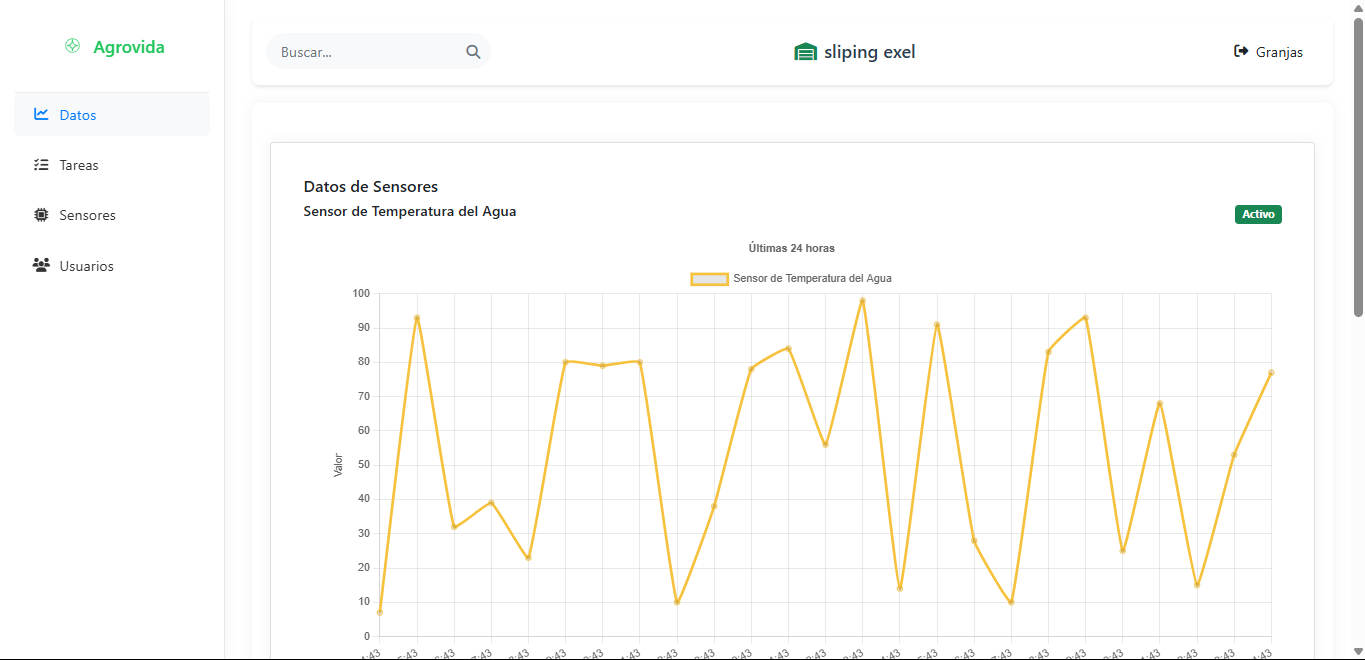 Agrovida
Buscar...
sliping exel
Granjas
Datos
Tareas
Sensores
Usuarios
Datos de Sensores
Sensor de Temperatura del Agua
Activo
Últimas 24 horas
Sensor de Temperatura del Agua
Valor
100
90
80
70
60
50
40
30
20
10
0